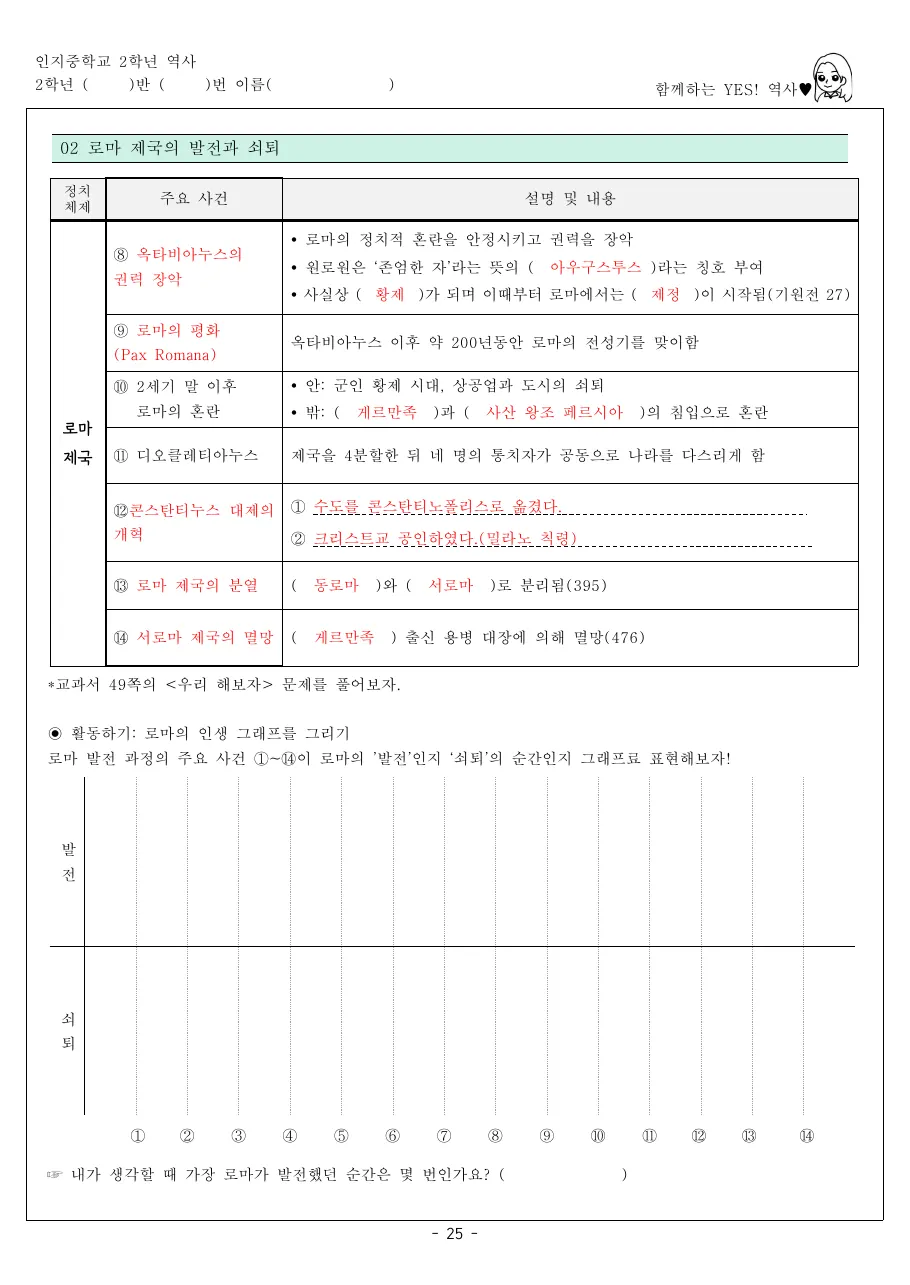 인지중학교 2학년 역사
2학년 (      )반 (      )번 이름(                  )
함께하는 YES! 역사♥
02 로마 제국의 발전과 쇠퇴
정치
체제
주요 사건
설명 및 내용
로마
제국
⑧ 옥타비아누스의
권력 장악
• 로마의 정치적 혼란을 안정시키고 권력을 장악
• 원로원은 ‘존엄한 자’라는 뜻의 (  아우구스투스  )라는 칭호 부여
• 사실상 (  황제  )가 되며 이때부터 로마에서는 (  제정  )이 시작됨(기원전 27)
⑨ 로마의 평화
(Pax Romana)
옥타비아누스 이후 약 200년동안 로마의 전성기를 맞이함
⑩ 2세기 말 이후
로마의 혼란
• 안: 군인 황제 시대, 상공업과 도시의 쇠퇴
• 밖: (  게르만족  )과 (  사산 왕조 페르시아  )의 침입으로 혼란
⑪ 디오클레티아누스
제국을 4분할한 뒤 네 명의 통치자가 공동으로 나라를 다스리게 함
⑫콘스탄티누스 대제의
개혁
① 수도를 콘스탄티노폴리스로 옮겼다.
② 크리스트교 공인하였다.(밀라노 칙령)
⑬ 로마 제국의 분열
(  동로마  )와 (  서로마  )로 분리됨(395)
⑭ 서로마 제국의 멸망
(  게르만족  ) 출신 용병 대장에 의해 멸망(476)
*교과서 49쪽의 <우리 해보자> 문제를 풀어보자.
◉ 활동하기: 로마의 인생 그래프를 그리기
로마 발전 과정의 주요 사건 ①~⑭이 로마의 ’발전’인지 ‘쇠퇴’의 순간인지 그래프료 표현해보자!
발
전
쇠
퇴
① ② ③ ④ ⑤ ⑥ ⑦ ⑧ ⑨ ⑩ ⑪ ⑫ ⑬ ⑭
☞ 내가 생각할 때 가장 로마가 발전했던 순간은 몇 번인가요? (                  )
- 25 -